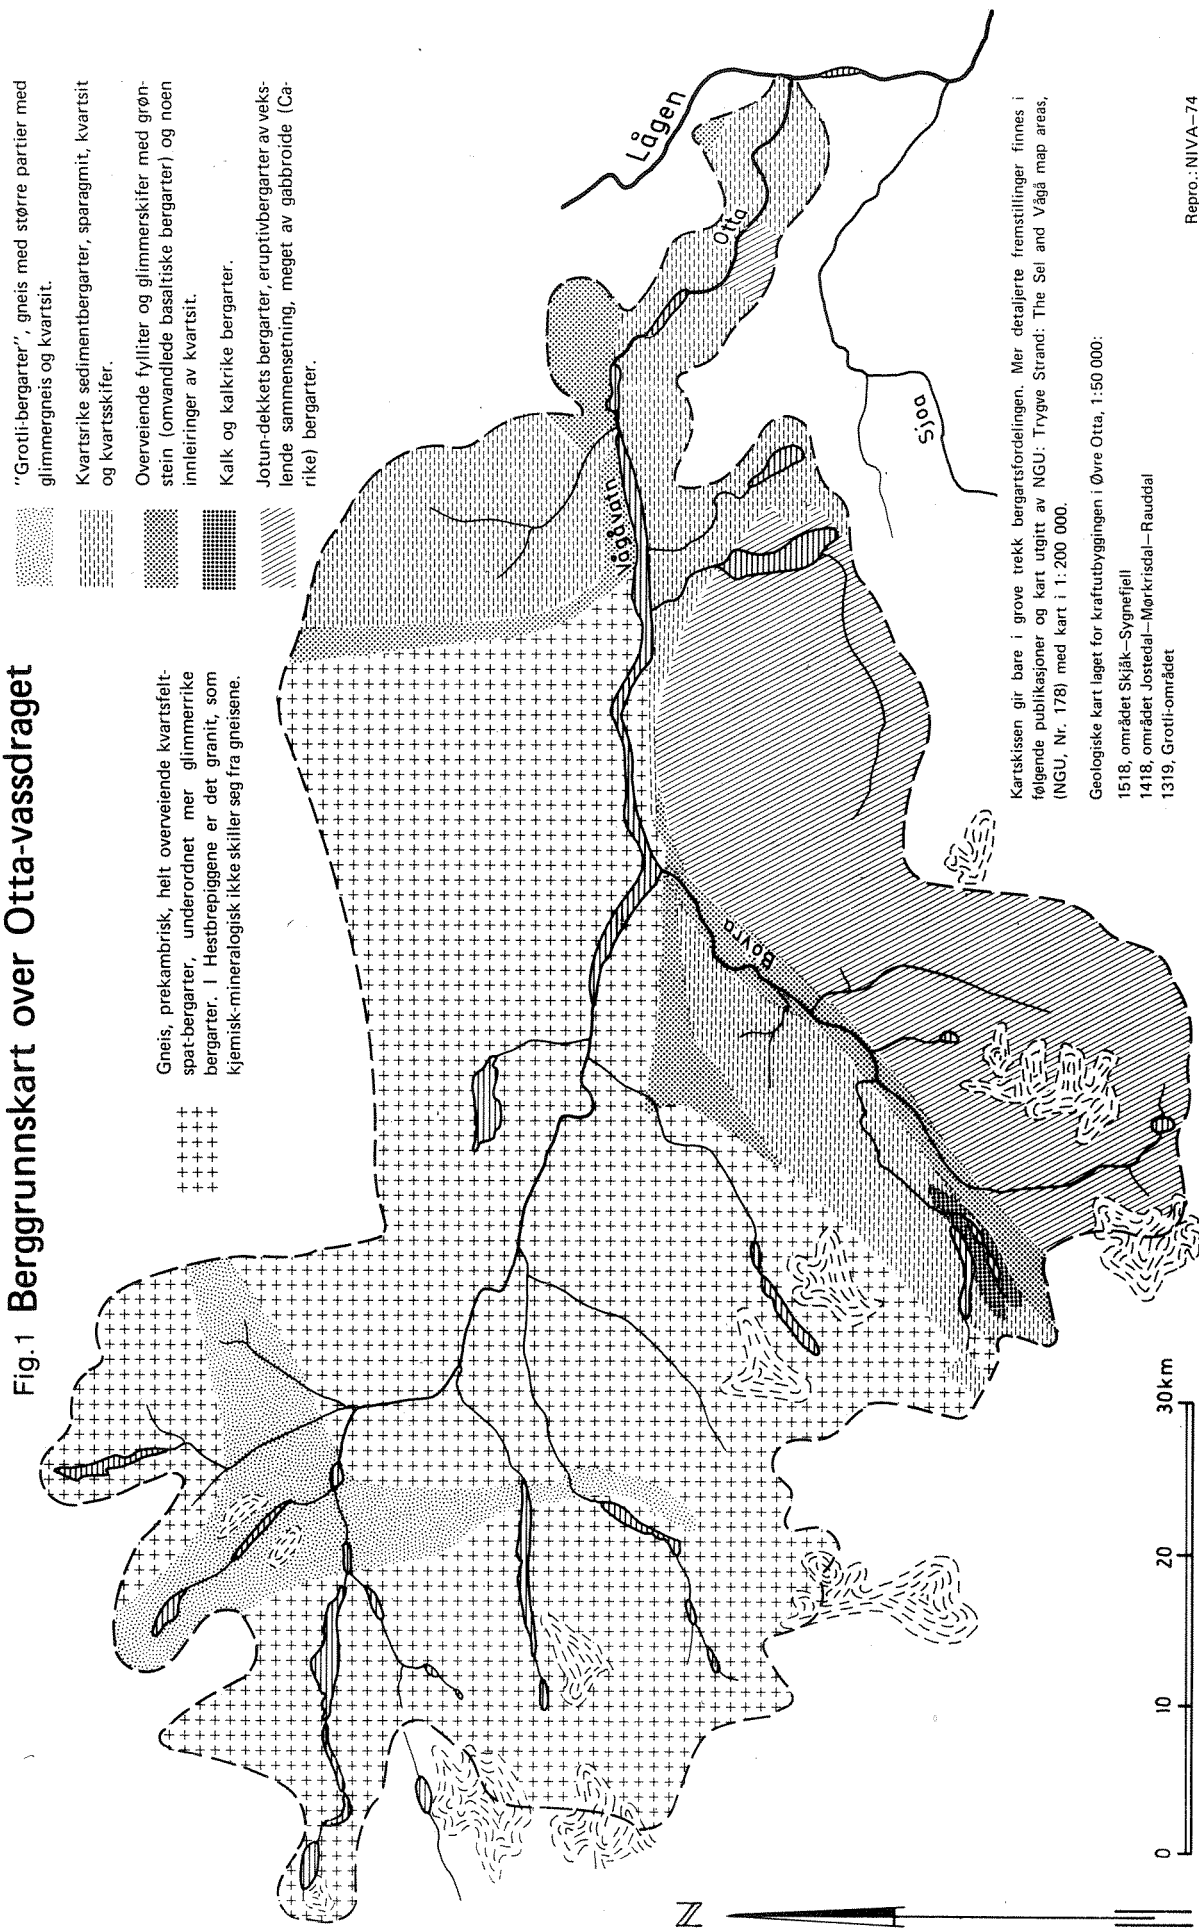 Fig. 1 Berggrunnskart over Otta-vassdraget
Gneis, prekambrisk, helt overveiende kvartsfelt-
spat-bergarter, underordnet mer glimmerrike
bergarter. I Hestbrepiggene er det granit, som
kjemisk-mineralogisk ikke skiller seg fra gneisene.
"Grotli-bergarter", gneis med større partier med
glimmergneis og kvartsit.
Kvartsrike sedimentbergarter, sparagmit, kvartsit
og kvartsskifer.
Overveiende fylliter og glimmerskifer med grøn-
stein (omvandlede basaltiske bergarter) og noen
innleiringer av kvartsit.
Kalk og kalkrike bergarter.
Jotun-dekkets bergarter, eruptivbergarter av veks-
lende sammensetning, meget av gabbroide (Ca-
rike) bergarter.
Lågen
Otta
Vågåvatn
Bøvra
Sjoa
Kartskissen gir bare i grove trekk bergartsfordelingen. Mer detaljerte fremstillinger finnes i
følgende publikasjoner og kart utgitt av NGU: Trygve Strand: The Sel and Vågå map areas,
(NGU, Nr. 178) med kart i 1: 200 000.
Geologiske kart laget for kraftutbyggingen i Øvre Otta, 1:50 000:
1518, området Skjåk–Sygnefjell
1418, området Jostedal–Mørkrisdal–Rauddal
1319, Grotli-området
N
0 10 20 30km
Repro.: NIVA–74